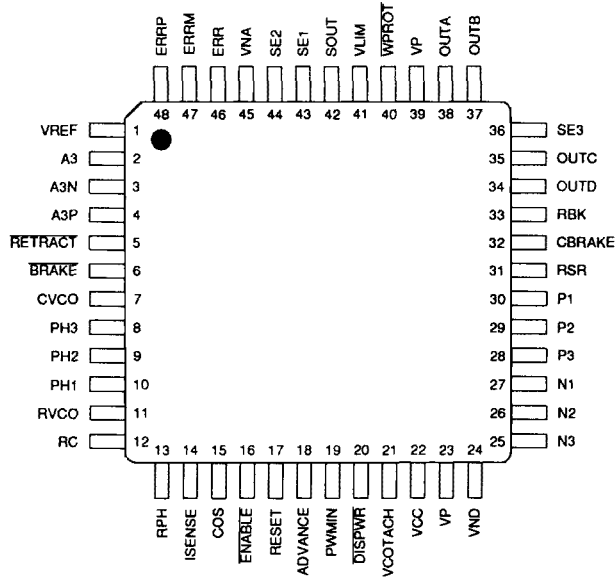 ERRP ERRM ERR VNA SE2 SE1 SOUT VLIM WPROT VP OUTA OUTB
48 47 46 45 44 43 42 41 40 39 38 37
VREF 1 36 SE3
A3 2 35 OUTC
A3N 3 34 OUTD
A3P 4 33 RBK
RETRACT 5 32 CBRAKE
BRAKE 6 31 RSR
CVCO 7 30 P1
PH3 8 29 P2
PH2 9 28 P3
PH1 10 27 N1
RVCO 11 26 N2
RC 12 25 N3
13 14 15 16 17 18 19 20 21 22 23 24
RPH ISENSE COS ENABLE RESET ADVANCE PWMIN DISPWR VCOTACH VCC VP VND